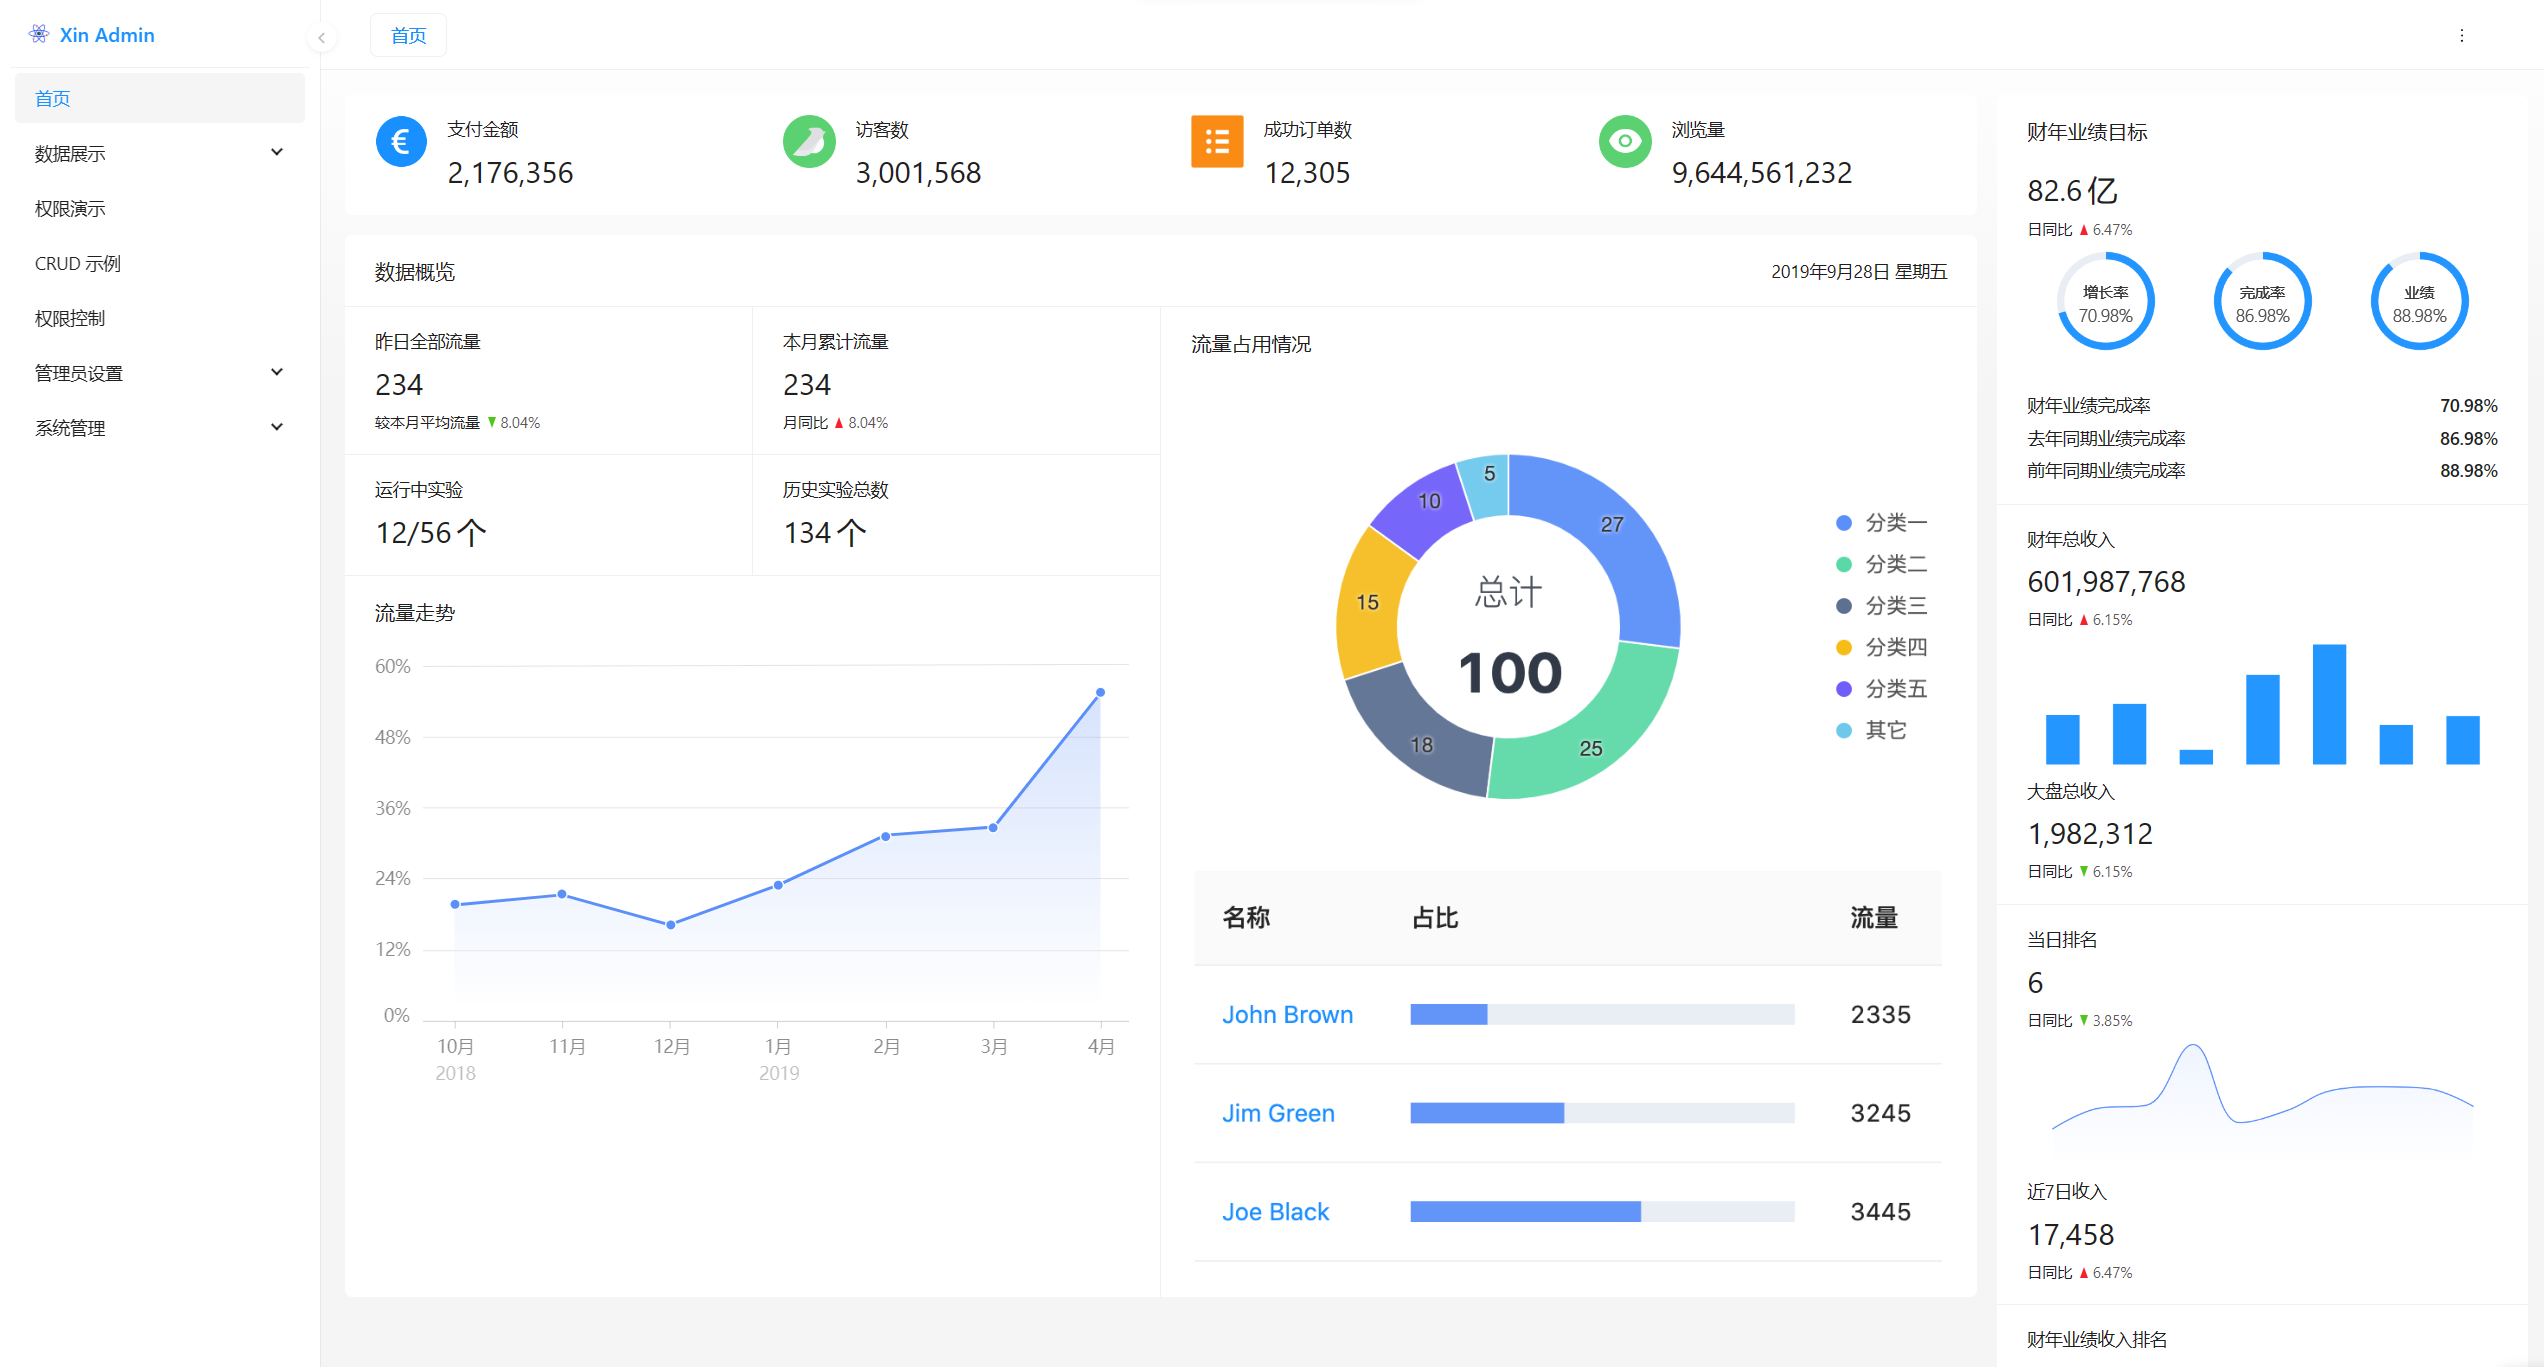 Xin Admin
首页
数据展示
权限演示
CRUD 示例
权限控制
管理员设置
系统管理
首页
支付金额
2,176,356
访客数
3,001,568
成功订单数
12,305
浏览量
9,644,561,232
数据概览
2019年9月28日 星期五
昨日全部流量
234
较本月平均流量 8.04%
本月累计流量
234
月同比 8.04%
运行中实验
12/56 个
历史实验总数
134 个
流量走势
60%
48%
36%
24%
12%
0%
10月 11月 12月 1月 2月 3月 4月
2018 2019
流量占用情况
5
10
27
15
18
25
总计
100
分类一
分类二
分类三
分类四
分类五
其它
名称 占比 流量
John Brown 2335
Jim Green 3245
Joe Black 3445
财年业绩目标
82.6 亿
日同比 6.47%
增长率
70.98%
完成率
86.98%
业绩
88.98%
财年业绩完成率 70.98%
去年同期业绩完成率 86.98%
前年同期业绩完成率 88.98%
财年总收入
601,987,768
日同比 6.15%
大盘总收入
1,982,312
日同比 6.15%
当日排名
6
日同比 3.85%
近7日收入
17,458
日同比 6.47%
财年业绩收入排名